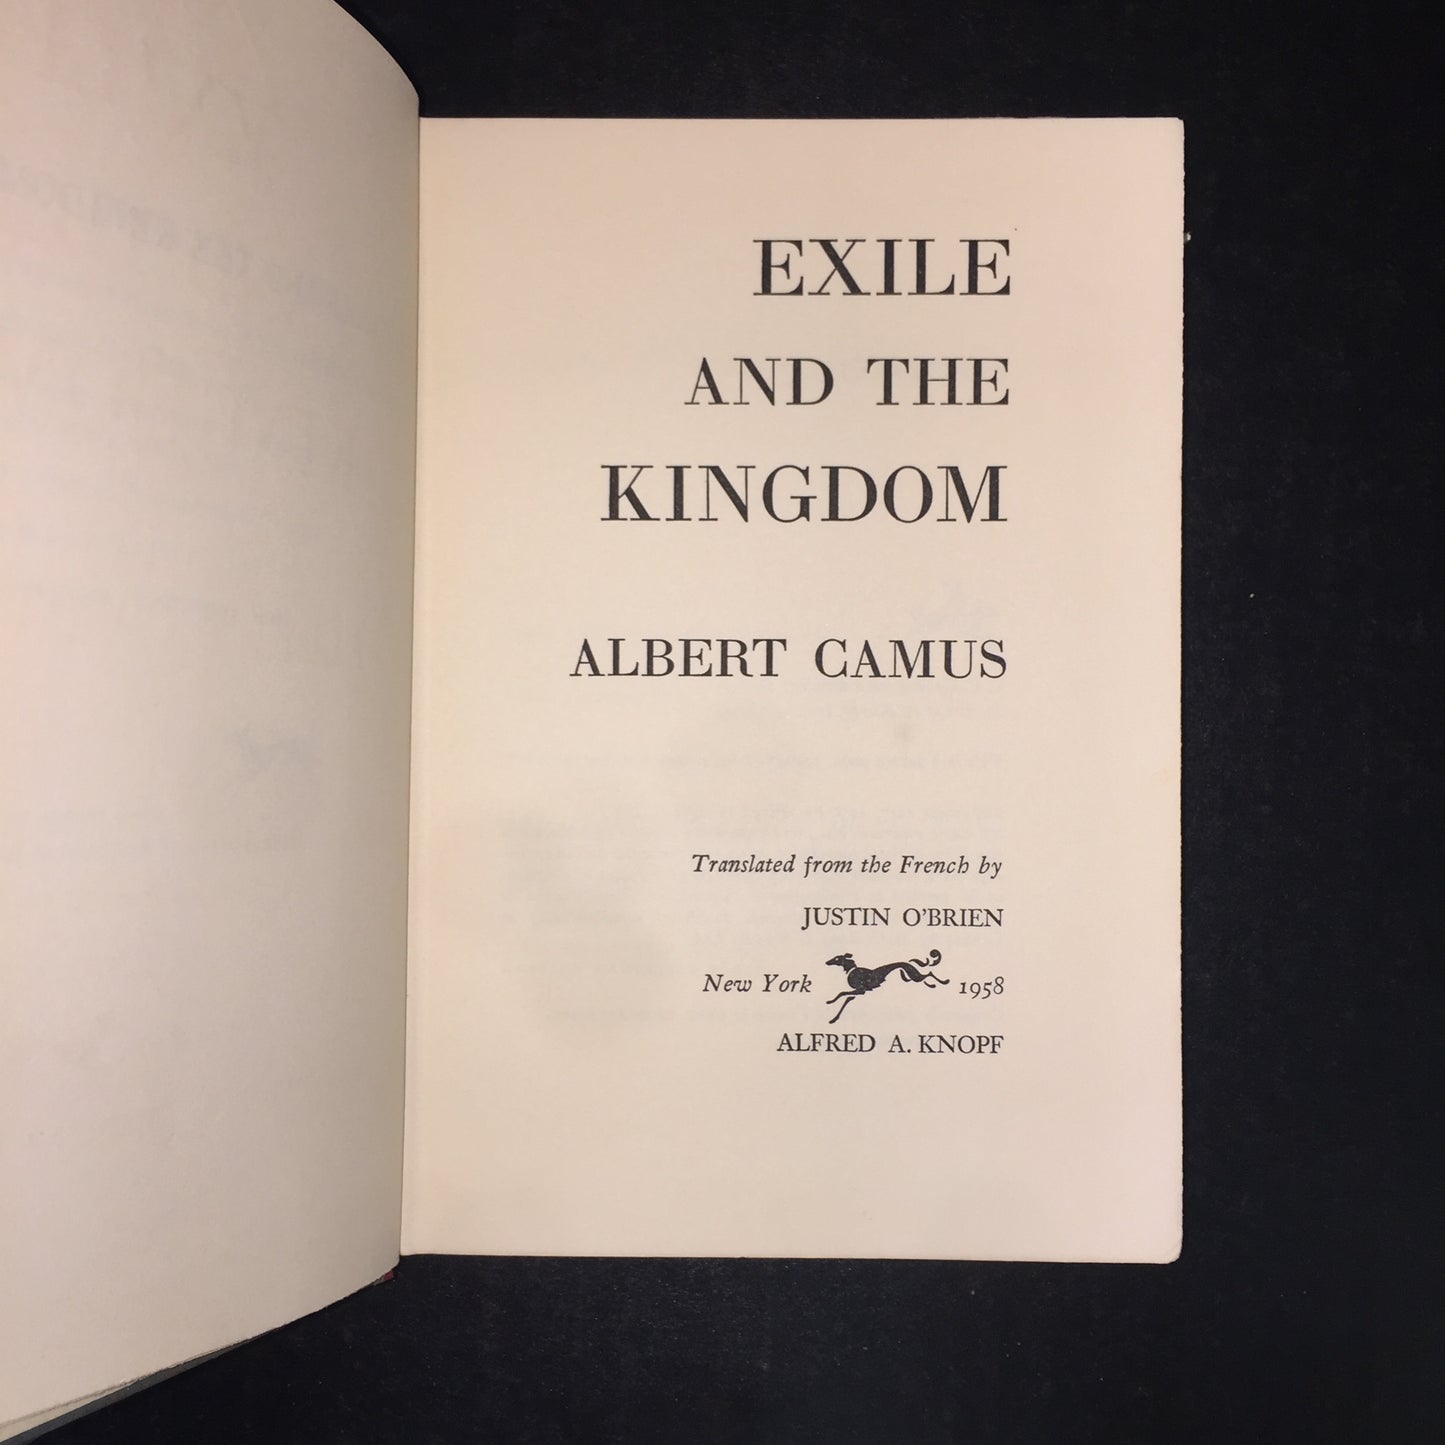 EXILE
AND THE
KINGDOM
ALBERT CAMUS
Translated from the French by
JUSTIN O'BRIEN
New York 1958
ALFRED A. KNOPF